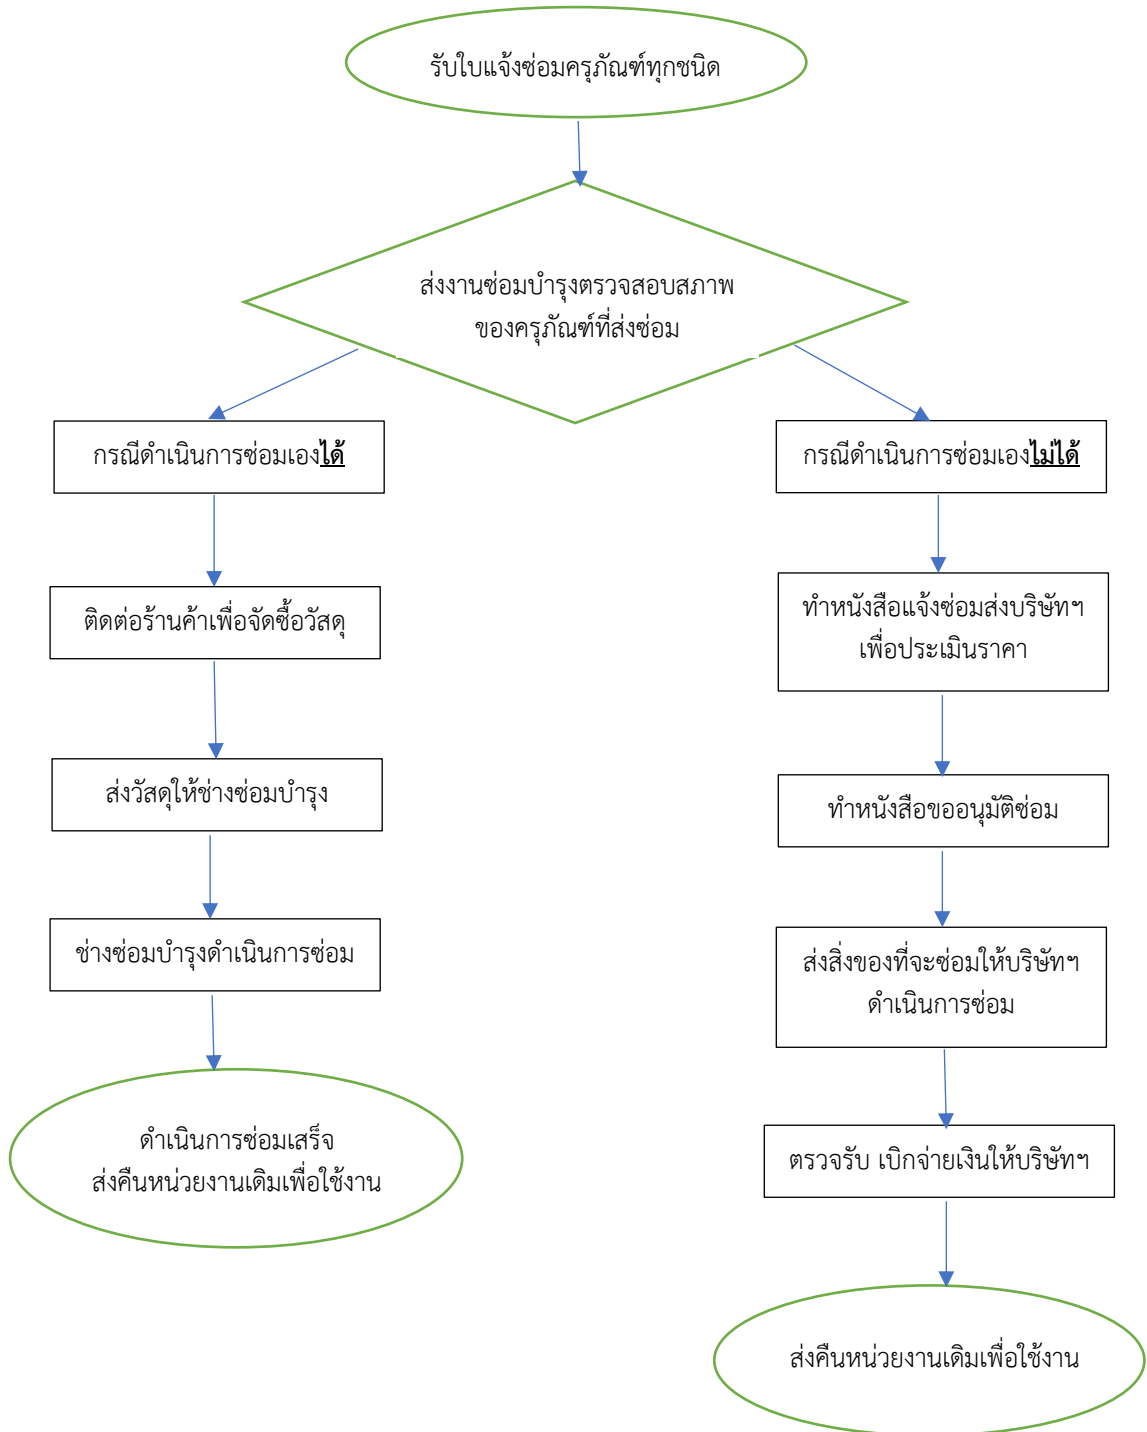 รับใบแจ้งซ่อมครุภัณฑ์ทุกชนิด
ส่งงานซ่อมบำรุงตรวจสอบสภาพ
ของครุภัณฑ์ที่ส่งซ่อม
กรณีดำเนินการซ่อมเองได้
ติดต่อร้านค้าเพื่อจัดซื้อวัสดุ
ส่งวัสดุให้ช่างซ่อมบำรุง
ช่างซ่อมบำรุงดำเนินการซ่อม
ดำเนินการซ่อมเสร็จ
ส่งคืนหน่วยงานเดิมเพื่อใช้งาน
กรณีดำเนินการซ่อมเองไม่ได้
ทำหนังสือแจ้งซ่อมส่งบริษัทฯ
เพื่อประเมินราคา
ทำหนังสือขออนุมัติซ่อม
ส่งสิ่งของที่จะซ่อมให้บริษัทฯ
ดำเนินการซ่อม
ตรวจรับ เบิกจ่ายเงินให้บริษัทฯ
ส่งคืนหน่วยงานเดิมเพื่อใช้งาน